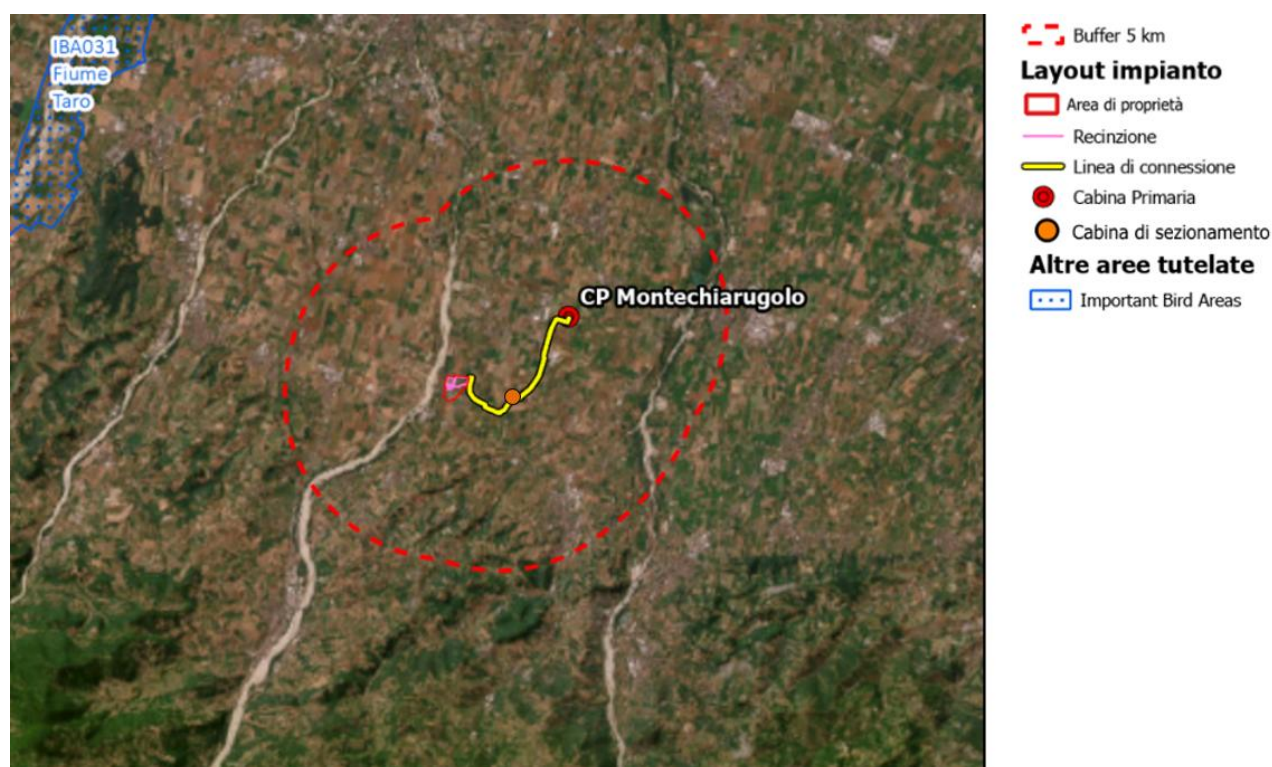 IBA031
Fiume
Taro
CP Montechiarugolo
Buffer 5 km
Layout impianto
Area di proprietà
Recinzione
Linea di connessione
Cabina Primaria
Cabina di sezionamento
Altre aree tutelate
Important Bird Areas